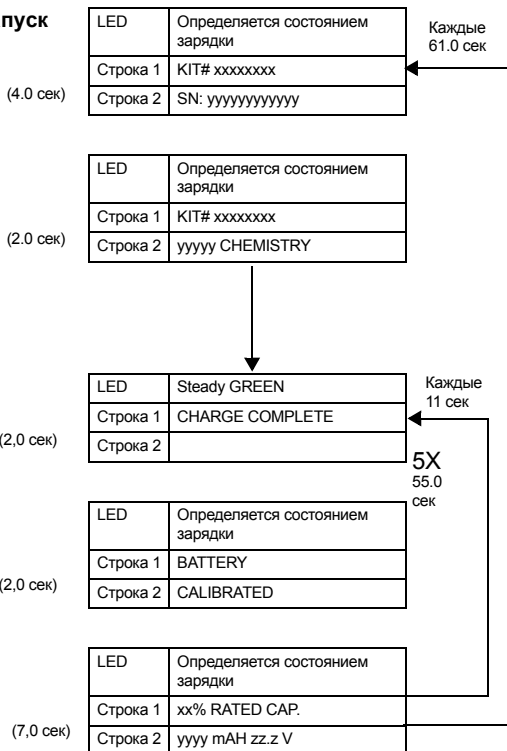 пуск
LED Определяется состоянием
зарядки
Каждые
61.0 сек
Строка 1 KIT# xxxxxxxx
(4.0 сек)
Строка 2 SN: yyyyyyyyyyyy
LED Определяется состоянием
зарядки
Строка 1 KIT# xxxxxxxx
(2.0 сек)
Строка 2 yyyyy CHEMISTRY
LED Steady GREEN
Каждые
11 сек
Строка 1 CHARGE COMPLETE
(2,0 сек)
Строка 2
5X
55.0
сек
LED Определяется состоянием
зарядки
Строка 1 BATTERY
(2,0 сек)
Строка 2 CALIBRATED
LED Определяется состоянием
зарядки
Строка 1 xx% RATED CAP.
(7,0 сек)
Строка 2 yyyy mAH zz.z V